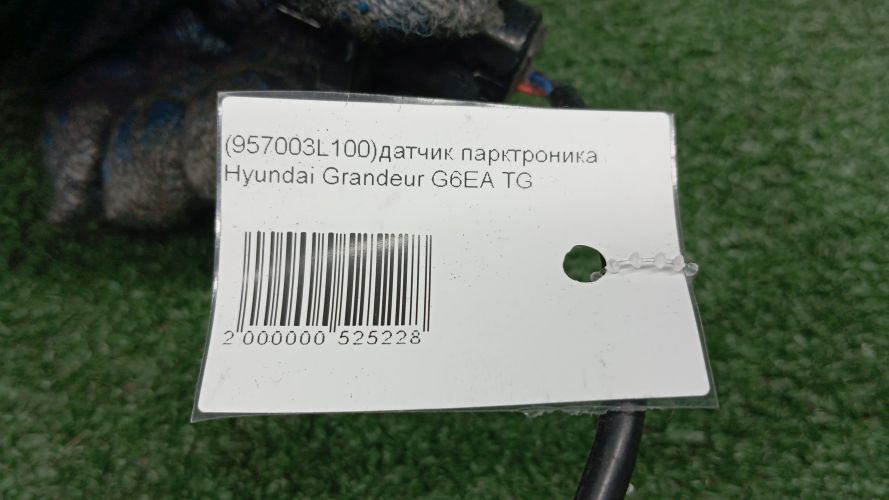 (957003L100)датчик парктроника
Hyundai Grandeur G6EA TG
2 000000 525228